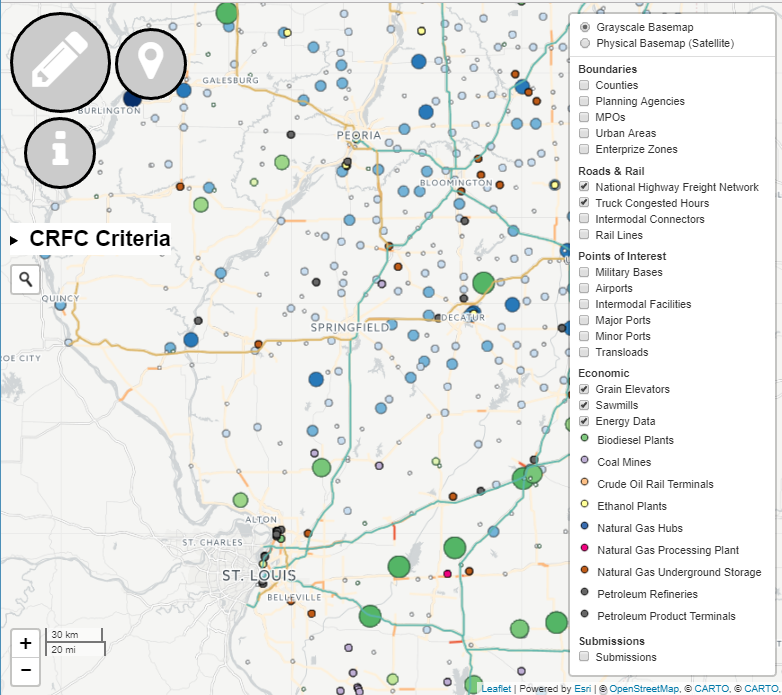 Grayscale Basemap
Physical Basemap (Satellite)
Boundaries
Counties
Planning Agencies
MPOs
Urban Areas
Enterprize Zones
Roads & Rail
National Highway Freight Network
Truck Congested Hours
Intermodal Connectors
Rail Lines
Points of Interest
Military Bases
Airports
Intermodal Facilities
Major Ports
Minor Ports
Transloads
Economic
Grain Elevators
Sawmills
Energy Data
Biodiesel Plants
Coal Mines
Crude Oil Rail Terminals
Ethanol Plants
Natural Gas Hubs
Natural Gas Processing Plant
Natural Gas Underground Storage
Petroleum Refineries
Petroleum Product Terminals
Submissions
Submissions
GALESBURG
BURLINGTON
PEORIA
BLOOMINGTON
CRFC Criteria
QUINCY
DECATUR
SPRINGFIELD
ROE CITY
ALTON
ST. CHARLES
ST. LOUIS
BELLEVILLE
+
−
30 km
20 mi
Leaflet | Powered by Esri | © OpenStreetMap, © CARTO, © CARTO